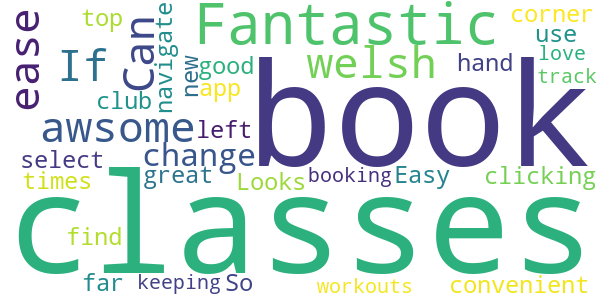 top
Fantastic
corner
ease
Can
navigate
use
If
new
good
welsh
hand
love
club
app
book
track
awsome
left
select
change
times
great
Looks
booking
Easy
clicking
classes
find
far
keeping
So
workouts
convenient